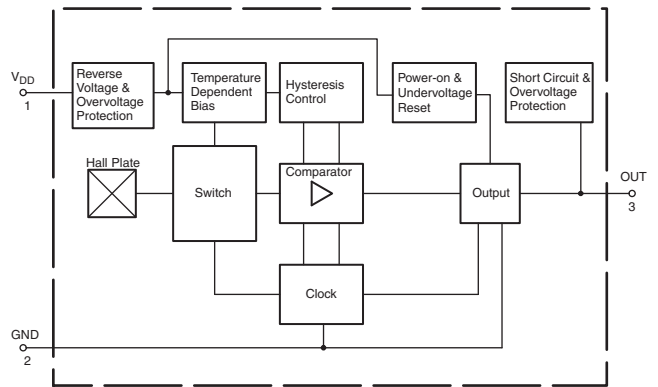 VDD
1
Reverse
Voltage &
Overvoltage
Protection
Temperature
Dependent
Bias
Hysteresis
Control
Power-on &
Undervoltage
Reset
Short Circuit &
Overvoltage
Protection
Hall Plate
Switch
Comparator
Output
OUT
3
Clock
GND
2